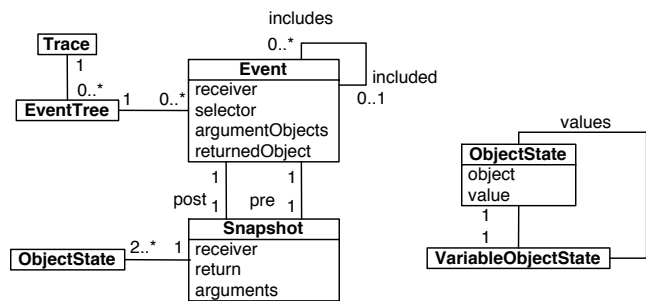 includes
Trace
0..*
1
Event
included
receiver
0..*
1
0..*
0..1
EventTree
selector
argumentObjects
returnedObject
values
ObjectState
object
value
1
1
post
pre
1
1
1
1
Snapshot
2..*
1
receiver
ObjectState
return
VariableObjectState
arguments